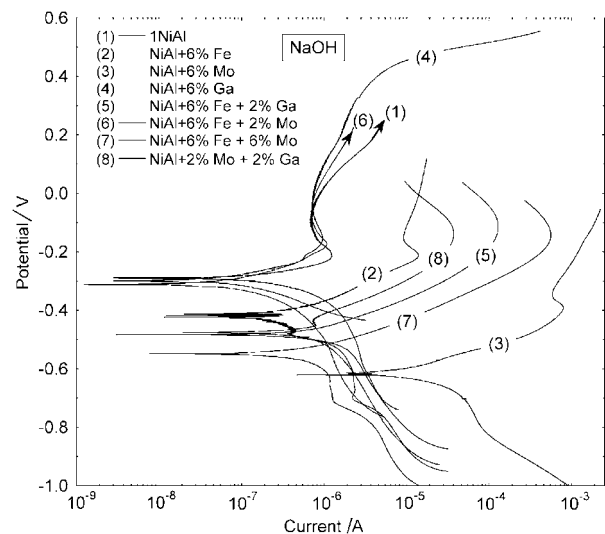 NaOH
(1) 1NiAl
(2) NiAl+6% Fe
(3) NiAl+6% Mo
(4) NiAl+6% Ga
(5) NiAl+6% Fe + 2% Ga
(6) NiAl+6% Fe + 2% Mo
(7) NiAl+6% Fe + 6% Mo
(8) NiAl+2% Mo + 2% Ga
(4)
(6)
(1)
(2)
(8)
(5)
(7)
(3)
Potential / V
0.6
0.4
0.2
0.0
-0.2
-0.4
-0.6
-0.8
-1.0
10⁻⁹ 10⁻⁸ 10⁻⁷ 10⁻⁶ 10⁻⁵ 10⁻⁴ 10⁻³
Current /A